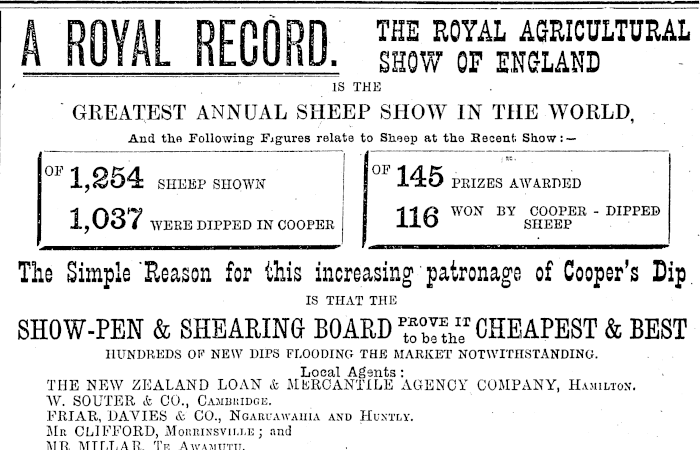 A ROYAL RECORD.
THE ROYAL AGRICULTURAL
SHOW OF ENGLAND
IS THE
GREATEST ANNUAL SHEEP SHOW IN THE WORLD,
And the Following Figures relate to Sheep at the Recent Show:—
OF 1,254 SHEEP SHOWN
1,037 WERE DIPPED IN COOPER
OF 145 PRIZES AWARDED
116 WON BY COOPER-DIPPED
SHEEP
The Simple Reason for this increasing patronage of Cooper's Dip
IS THAT THE
SHOW-PEN & SHEARING BOARD PROVE IT to be the CHEAPEST & BEST
HUNDREDS OF NEW DIPS FLOODING THE MARKET NOTWITHSTANDING.
Local Agents:
THE NEW ZEALAND LOAN & MERCANTILE AGENCY COMPANY, HAMILTON.
W. SOUTER & CO., CAMBRIDGE.
FRIAR, DAVIES & CO., NGARUAWAHIA AND HUNTLY.
MR CLIFFORD, MORRINSVILLE; and
MR MILLAR, TE AWAMUTU.